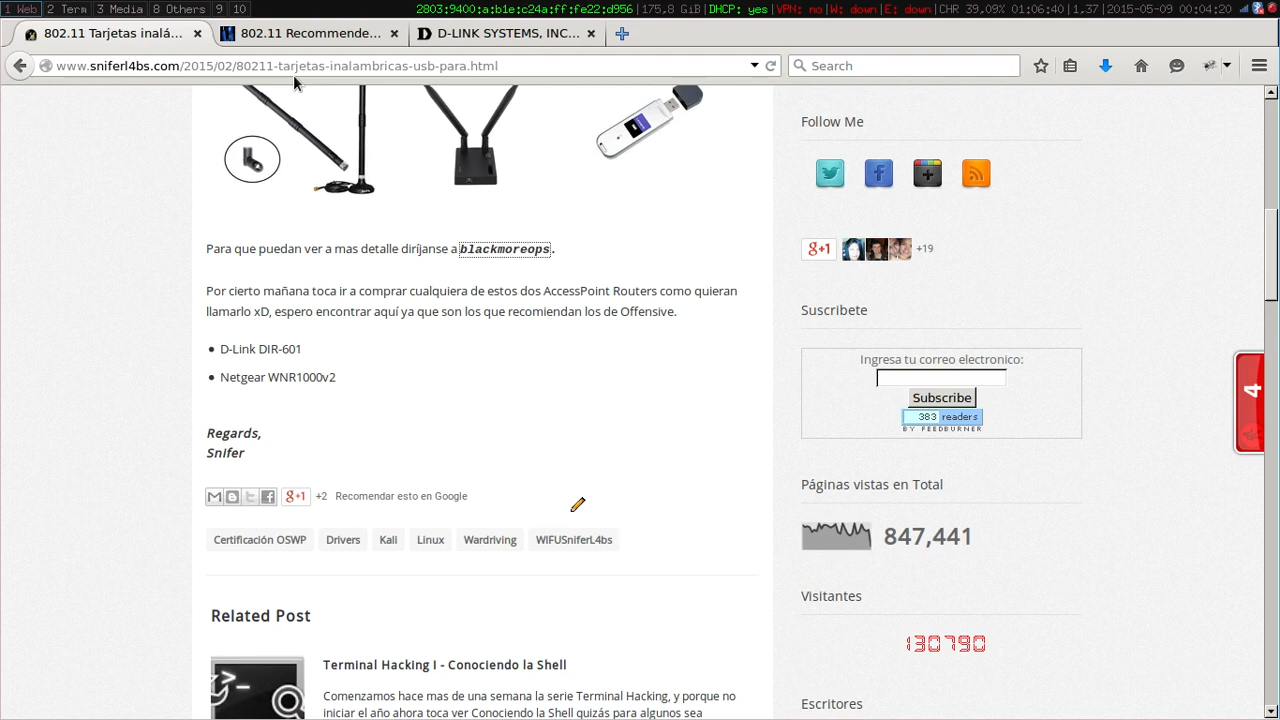 1 Web 2 Term 3 Media 8 Others 9 10 2803:9400:a:b1e:c24a:ff:fe22:d956|175,8 GiB|DHCP: yes|VPN: no|W: down|E: down|CHR 39,09% 01:06:40|1,37|2015-05-09 00:04:20
802.11 Tarjetas inalá... 802.11 Recommende... D-LINK SYSTEMS, INC...
www.sniferl4bs.com/2015/02/80211-tarjetas-inalambricas-usb-para.html Search
Para que puedan ver a mas detalle diríjanse a blackmoreops.
Por cierto mañana toca ir a comprar cualquiera de estos dos AccessPoint Routers como quieran
llamarlo xD, espero encontrar aquí ya que son los que recomiendan los de Offensive.
D-Link DIR-601
Netgear WNR1000v2
Regards,
Snifer
g+1 +2 Recomendar esto en Google
Certificación OSWP Drivers Kali Linux Wardriving WIFUSniferL4bs
Related Post
Terminal Hacking I - Conociendo la Shell
Comenzamos hace mas de una semana la serie Terminal Hacking, y porque no
iniciar el año ahora toca ver Conociendo la Shell quizás para algunos sea
Follow Me
g+1 +19
Suscribete
Ingresa tu correo electronico:
Subscribe
383 readers
BY FEEDBURNER
Páginas vistas en Total
847,441
Visitantes
130790
Escritores
4